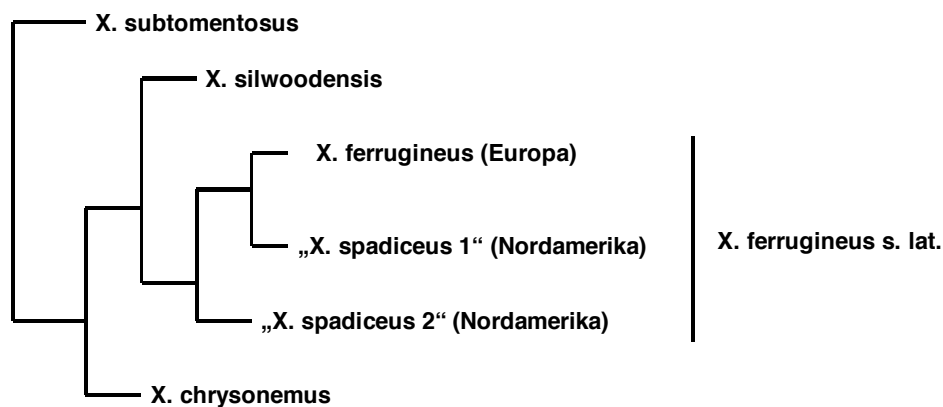 X. subtomentosus
X. silwoodensis
X. ferrugineus (Europa)
„X. spadiceus 1“ (Nordamerika)
X. ferrugineus s. lat.
„X. spadiceus 2“ (Nordamerika)
X. chrysonemus